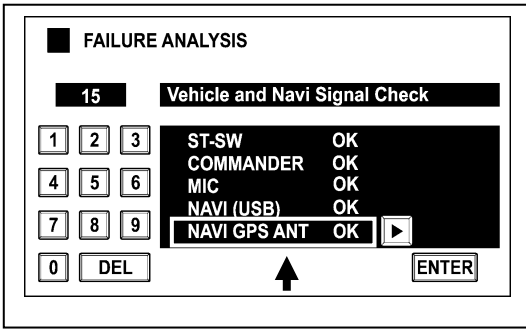 FAILURE ANALYSIS
15 Vehicle and Navi Signal Check
1 2 3 ST-SW OK
COMMANDER OK
4 5 6 MIC OK
NAVI (USB) OK
7 8 9 NAVI GPS ANT OK
0 DEL ENTER